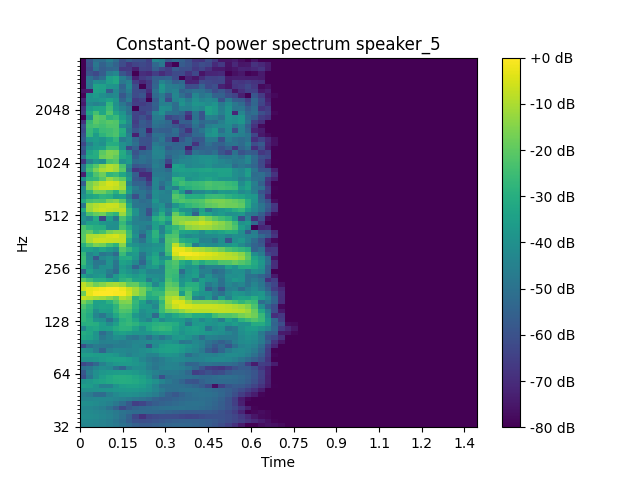 Constant-Q power spectrum speaker_5
Hz
2048
1024
512
256
128
64
32
0 0.15 0.3 0.45 0.6 0.75 0.9 1.1 1.2 1.4
Time
+0 dB
-10 dB
-20 dB
-30 dB
-40 dB
-50 dB
-60 dB
-70 dB
-80 dB